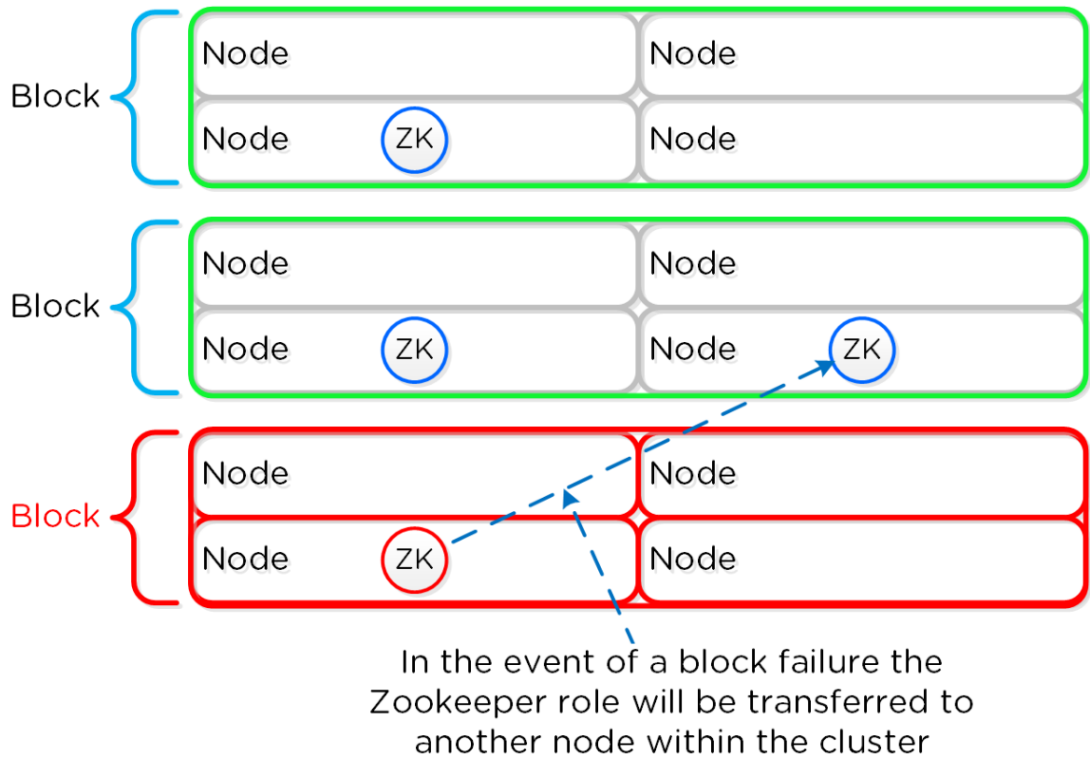 Node Node
Block
Node ZK Node
Node Node
Block
Node ZK Node ZK
Node Node
Block
Node ZK Node
In the event of a block failure the
Zookeeper role will be transferred to
another node within the cluster